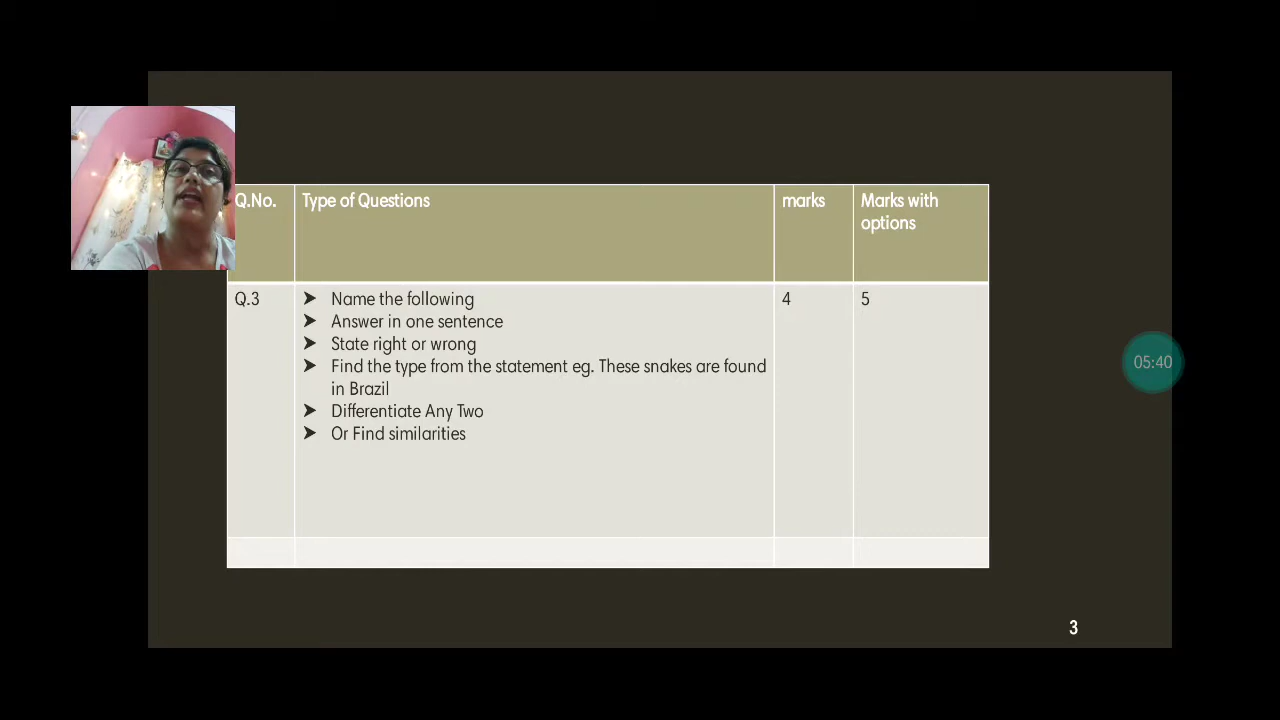 Q.No. Type of Questions marks Marks with
options
Q.3 ➤ Name the following 4 5
➤ Answer in one sentence
➤ State right or wrong
➤ Find the type from the statement eg. These snakes are found
in Brazil
➤ Differentiate Any Two
➤ Or Find similarities
05:40
3